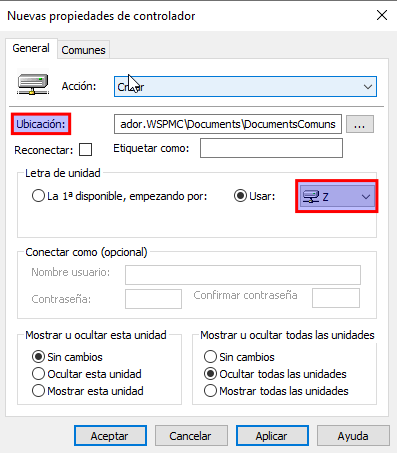 Nuevas propiedades de controlador
General Comunes
Acción: Crear
Ubicación: ador.WSPMC\Documents\DocumentsComuns ...
Reconectar: Etiquetar como:
Letra de unidad
La 1ª disponible, empezando por: Usar: Z
Conectar como (opcional)
Nombre usuario:
Contraseña: Confirmar contraseña
Mostrar u ocultar esta unidad Mostrar u ocultar todas las unidades
Sin cambios Sin cambios
Ocultar esta unidad Ocultar todas las unidades
Mostrar esta unidad Mostrar todas las unidades
Aceptar Cancelar Aplicar Ayuda